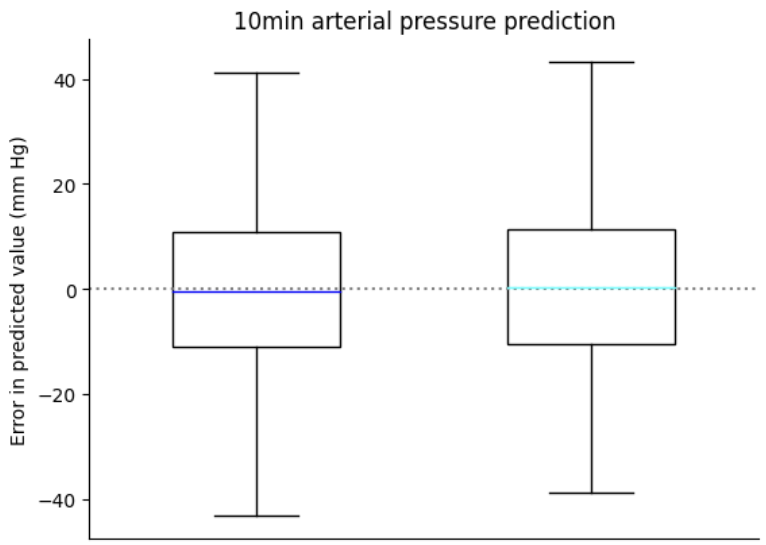 10min arterial pressure prediction
Error in predicted value (mm Hg)
40
20
0
−20
−40